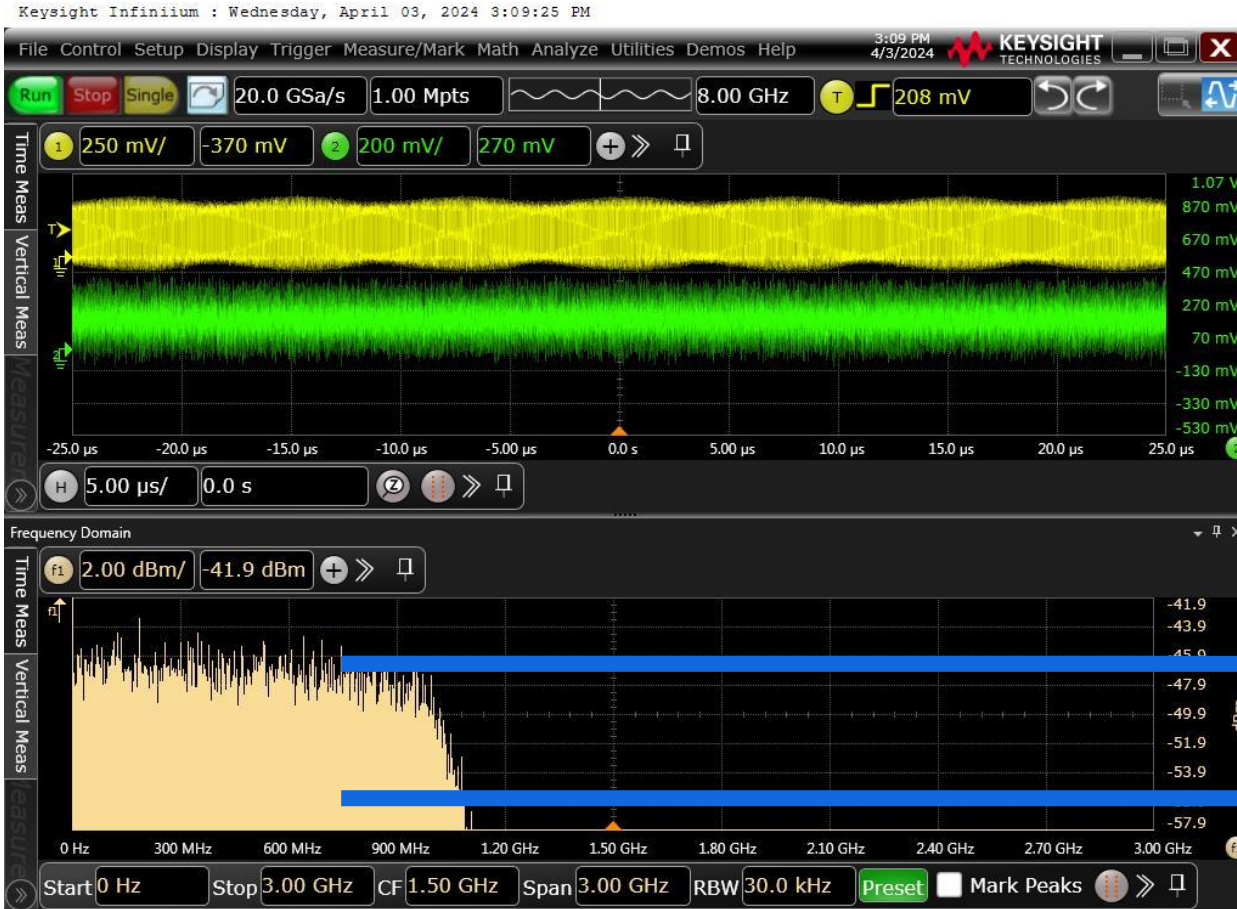 Keysight Infiniium : Wednesday, April 03, 2024 3:09:25 PM
File Control Setup Display Trigger Measure/Mark Math Analyze Utilities Demos Help
3:09 PM
4/3/2024
KEYSIGHT
TECHNOLOGIES
Run Stop Single 20.0 GSa/s 1.00 Mpts 8.00 GHz T 208 mV
1 250 mV/ -370 mV 2 200 mV/ 270 mV
Time Meas
Vertical Meas
1.07 V
870 mV
670 mV
470 mV
270 mV
70 mV
-130 mV
-330 mV
-530 mV
T
1
2
-25.0 µs -20.0 µs -15.0 µs -10.0 µs -5.00 µs 0.0 s 5.00 µs 10.0 µs 15.0 µs 20.0 µs 25.0 µs
H 5.00 µs/ 0.0 s Z
Frequency Domain
Time Meas
Vertical Meas
f1 2.00 dBm/ -41.9 dBm
f1
-41.9
-43.9
-45.9
-47.9
-49.9
-51.9
-53.9
-57.9
0 Hz 300 MHz 600 MHz 900 MHz 1.20 GHz 1.50 GHz 1.80 GHz 2.10 GHz 2.40 GHz 2.70 GHz 3.00 GHz
Start 0 Hz Stop 3.00 GHz CF 1.50 GHz Span 3.00 GHz RBW 30.0 kHz Preset Mark Peaks